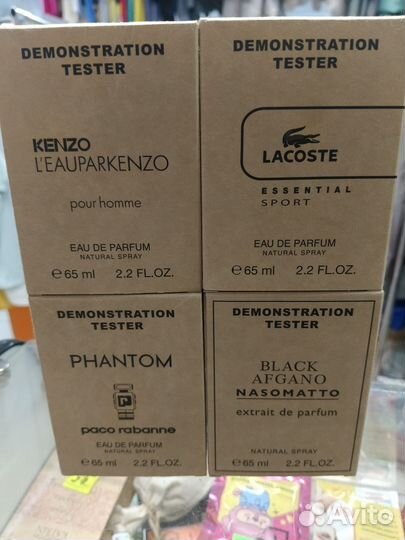 DEMONSTRATION
TESTER
KENZO
L'EAUPARKENZO
pour homme
EAU DE PARFUM
NATURAL SPRAY
℮ 65 ml 2.2 FL.OZ.
DEMONSTRATION
TESTER
LACOSTE
ESSENTIAL
SPORT
EAU DE PARFUM
NATURAL SPRAY
℮ 65 ml 2.2 FL.OZ.
DEMONSTRATION
TESTER
PHANTOM
paco rabanne
EAU DE PARFUM
NATURAL SPRAY
℮ 65 ml 2.2 FL.OZ.
DEMONSTRATION
TESTER
BLACK
AFGANO
NASOMATTO
extrait de parfum
NATURAL SPRAY
℮ 65 ml 2.2 FL.OZ.
Avito